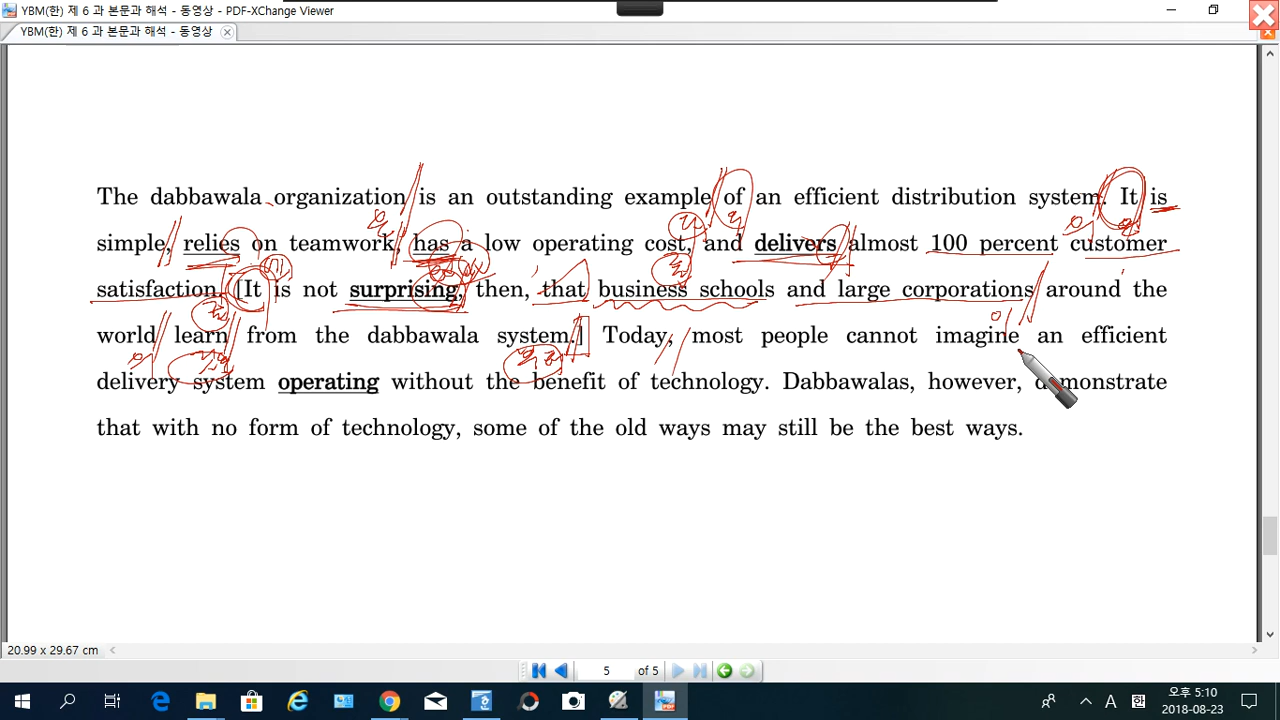 YBM(한) 제 6 과 본문과 해석 - 동영상 - PDF-XChange Viewer
YBM(한) 제 6 과 본문과 해석 - 동영상
The dabbawala organization is an outstanding example of an efficient distribution system. It is
simple, relies on teamwork, has a low operating cost, and delivers almost 100 percent customer
satisfaction. [It is not surprising, then, that business schools and large corporations around the
world learn from the dabbawala system.] Today, most people cannot imagine an efficient
delivery system operating without the benefit of technology. Dabbawalas, however, demonstrate
that with no form of technology, some of the old ways may still be the best ways.
20.99 x 29.67 cm
5 of 5
A 한 오후 5:10
2018-08-23